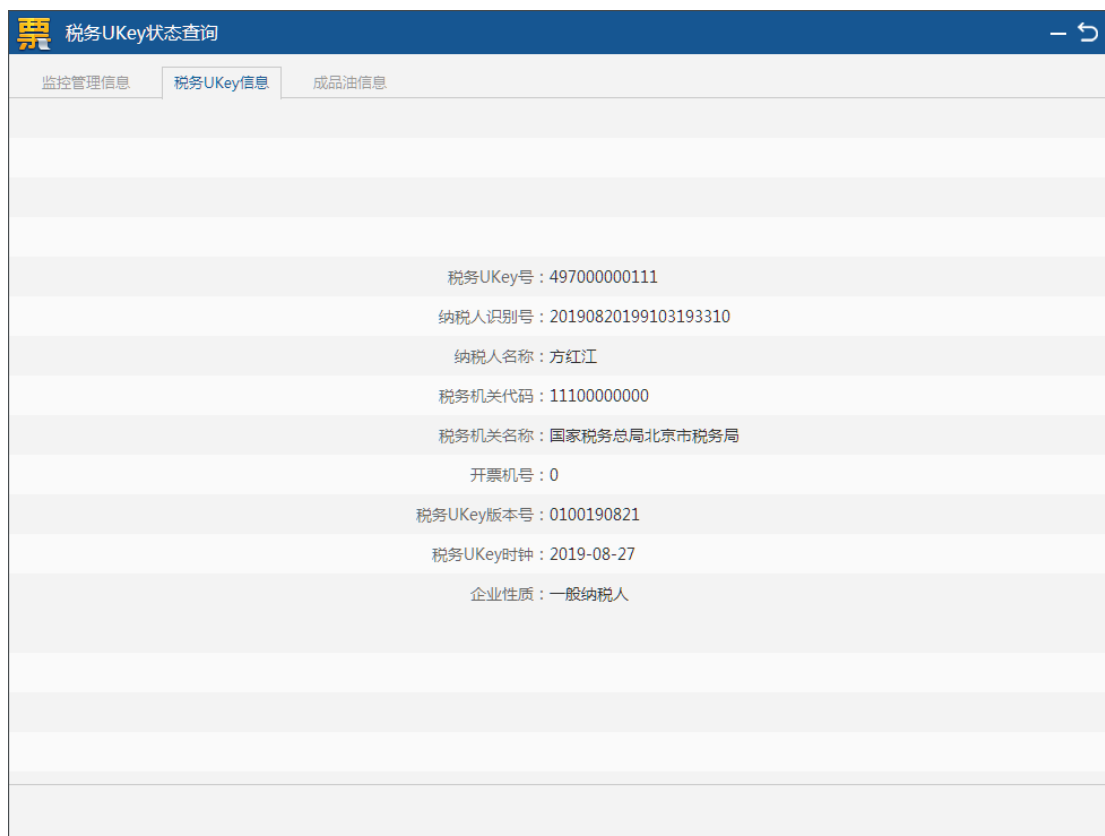 票 税务UKey状态查询
监控管理信息 税务UKey信息 成品油信息
税务UKey号：497000000111
纳税人识别号：20190820199103193310
纳税人名称：方红江
税务机关代码：11100000000
税务机关名称：国家税务总局北京市税务局
开票机号：0
税务UKey版本号：0100190821
税务UKey时钟：2019-08-27
企业性质：一般纳税人